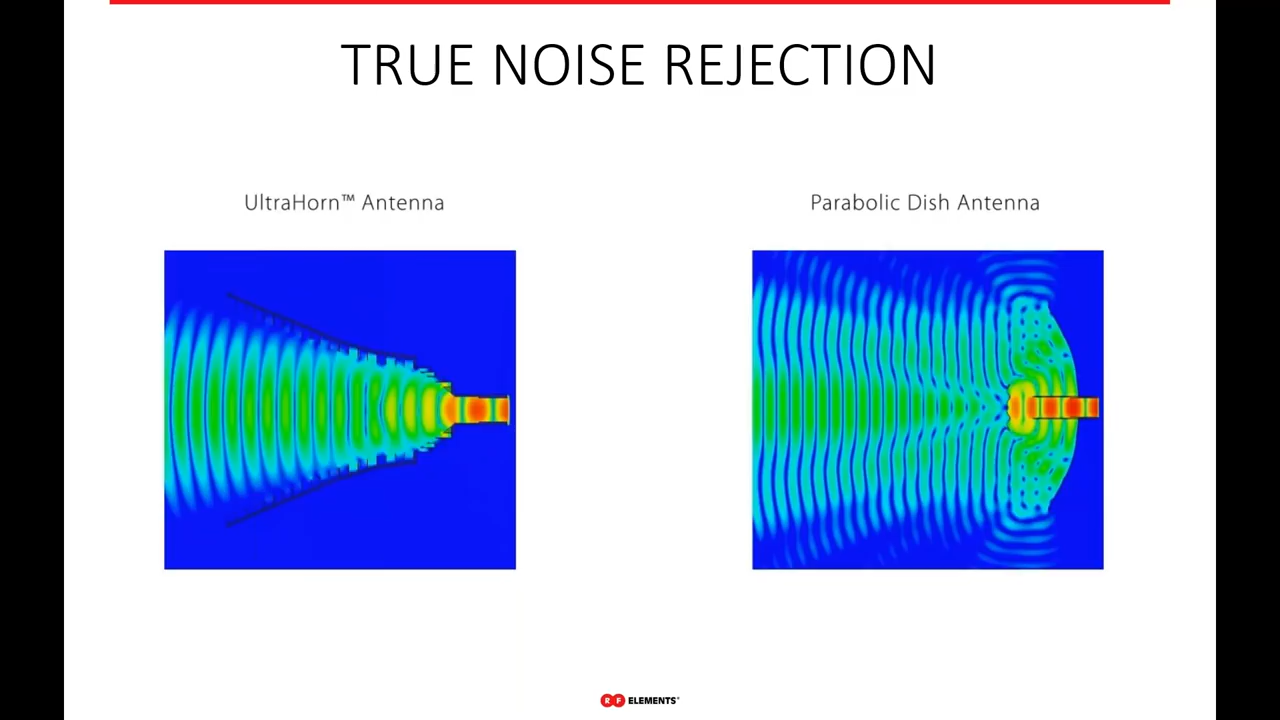 TRUE NOISE REJECTION
UltraHorn™ Antenna
Parabolic Dish Antenna
RF ELEMENTS®